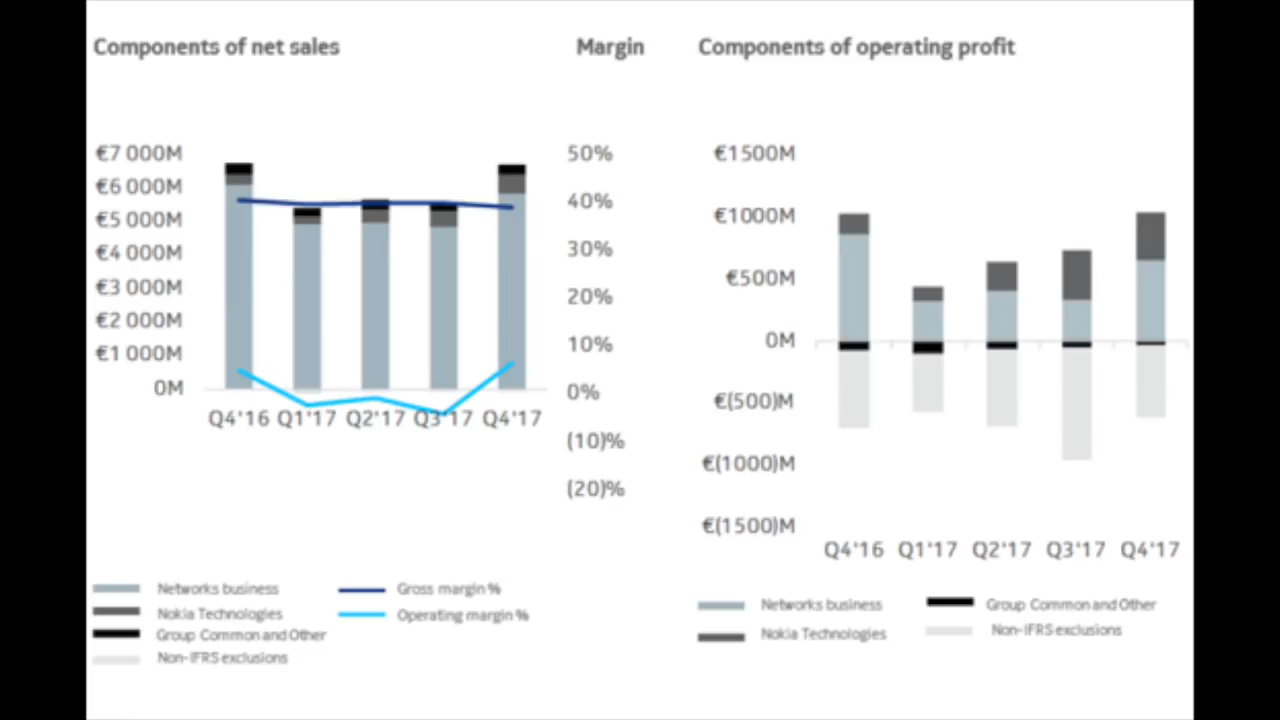 Components of net sales
Margin
€7 000M
€6 000M
€5 000M
€4 000M
€3 000M
€2 000M
€1 000M
0M
50%
40%
30%
20%
10%
0%
(10)%
(20)%
Q4'16 Q1'17 Q2'17 Q3'17 Q4'17
Networks business
Nokia Technologies
Group Common and Other
Non-IFRS exclusions
Gross margin %
Operating margin %
Components of operating profit
€1500M
€1000M
€500M
0M
€(500)M
€(1000)M
€(1500)M
Q4'16 Q1'17 Q2'17 Q3'17 Q4'17
Networks business
Nokia Technologies
Group Common and Other
Non-IFRS exclusions